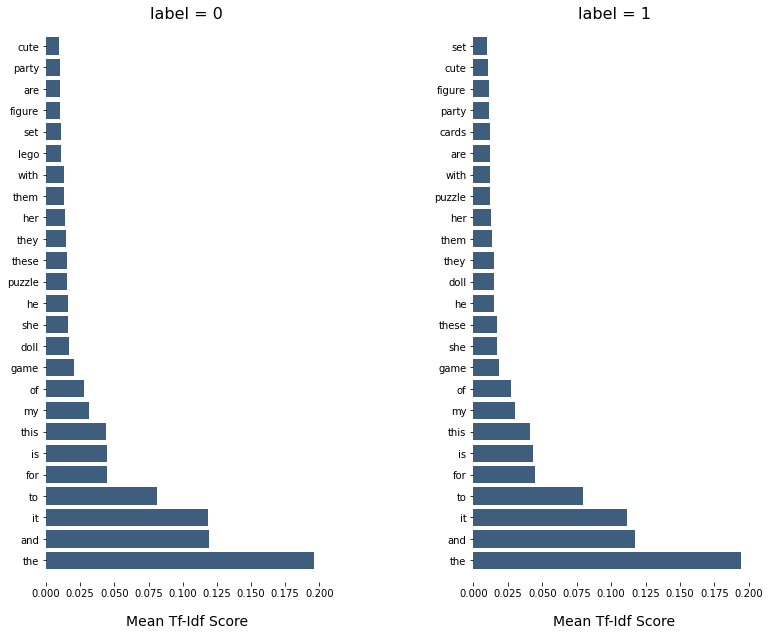 label = 0
cute
party
are
figure
set
lego
with
them
her
they
these
puzzle
he
she
doll
game
of
my
this
is
for
to
it
and
the
0.000 0.025 0.050 0.075 0.100 0.125 0.150 0.175 0.200
Mean Tf-Idf Score
label = 1
set
cute
figure
party
cards
are
with
puzzle
her
them
they
doll
he
these
she
game
of
my
this
is
for
to
it
and
the
0.000 0.025 0.050 0.075 0.100 0.125 0.150 0.175 0.200
Mean Tf-Idf Score